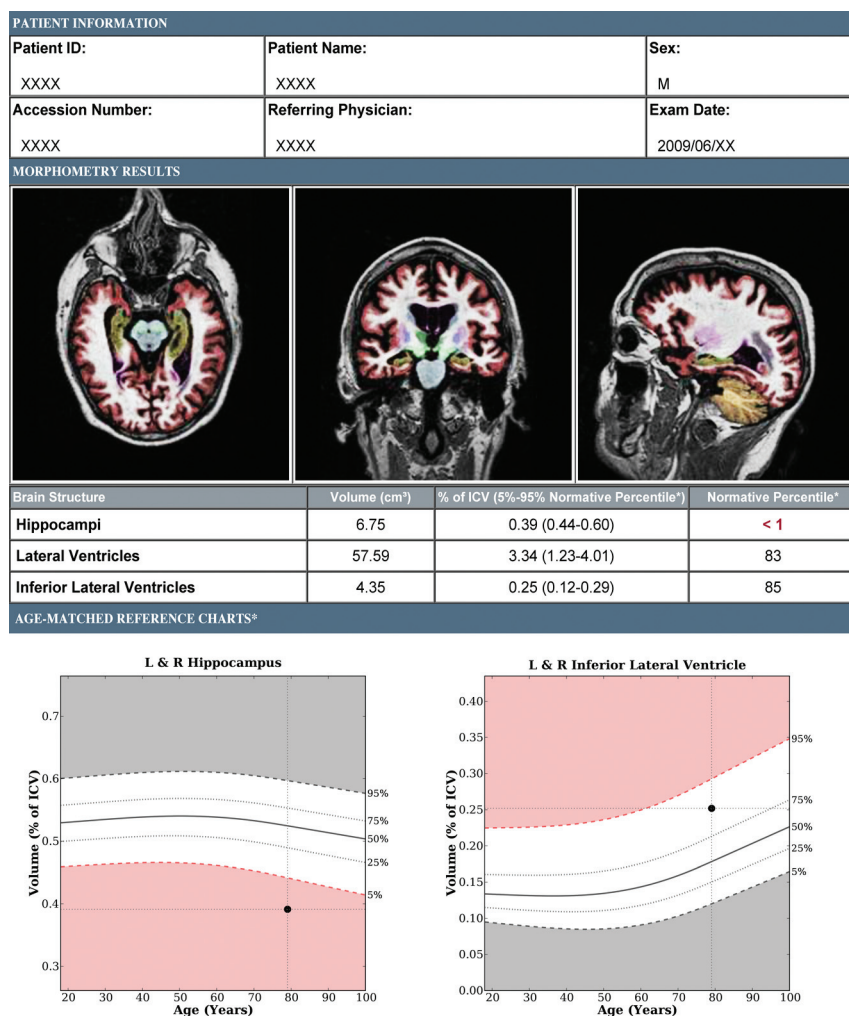 PATIENT INFORMATION
Patient ID: Patient Name: Sex:
XXXX XXXX M
Accession Number: Referring Physician: Exam Date:
XXXX XXXX 2009/06/XX
MORPHOMETRY RESULTS
Brain Structure Volume (cm³) % of ICV (5%-95% Normative Percentile*) Normative Percentile*
Hippocampi 6.75 0.39 (0.44-0.60) < 1
Lateral Ventricles 57.59 3.34 (1.23-4.01) 83
Inferior Lateral Ventricles 4.35 0.25 (0.12-0.29) 85
AGE-MATCHED REFERENCE CHARTS*
L & R Hippocampus
Volume (% of ICV)
0.7
0.6
0.5
0.4
0.3
95%
75%
50%
25%
5%
20 30 40 50 60 70 80 90 100
Age (Years)
L & R Inferior Lateral Ventricle
Volume (% of ICV)
0.40
0.35
0.30
0.25
0.20
0.15
0.10
0.05
0.00
95%
75%
50%
25%
5%
20 30 40 50 60 70 80 90 100
Age (Years)